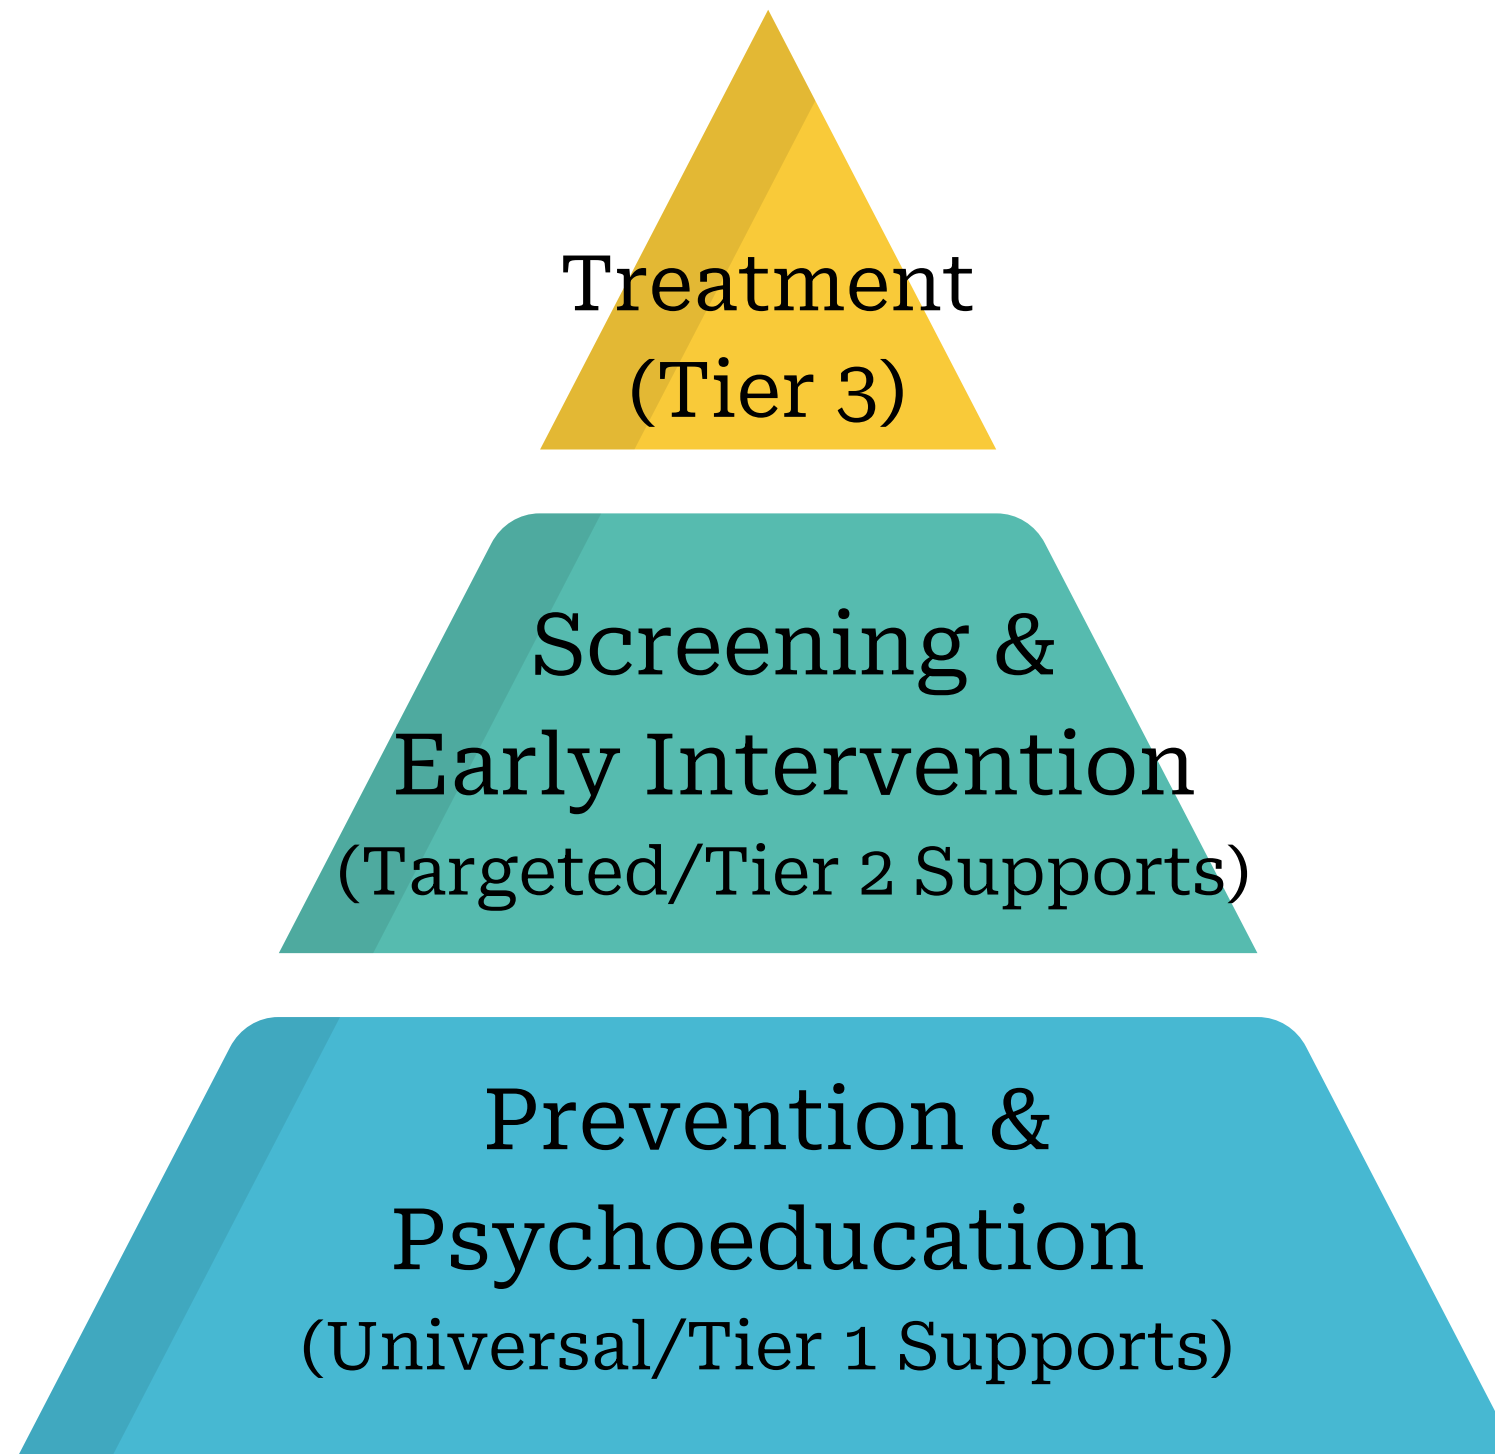 Treatment
(Tier 3)
Screening &
Early Intervention
(Targeted/Tier 2 Supports)
Prevention &
Psychoeducation
(Universal/Tier 1 Supports)